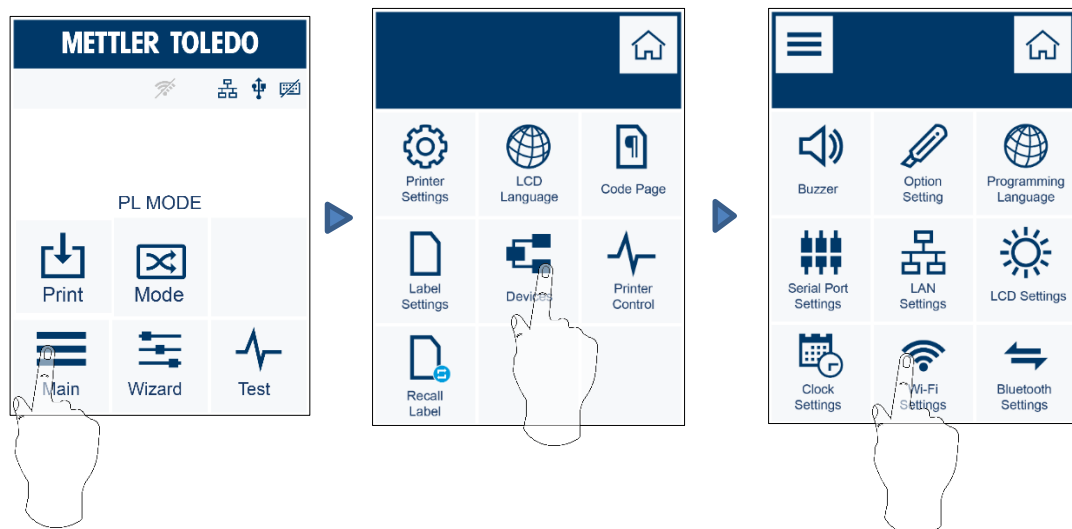 METTLER TOLEDO
PL MODE
Print
Mode
Main
Wizard
Test
Printer
Settings
LCD
Language
Code Page
Label
Settings
Devices
Printer
Control
Recall
Label
Buzzer
Option
Setting
Programming
Language
Serial Port
Settings
LAN
Settings
LCD Settings
Clock
Settings
Wi-Fi
Settings
Bluetooth
Settings